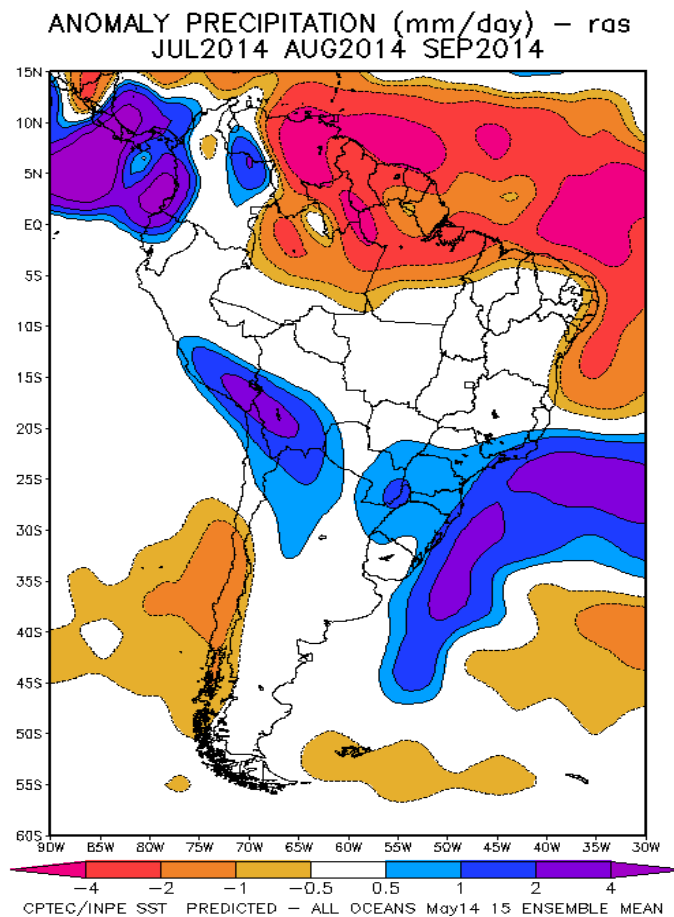 ANOMALY PRECIPITATION (mm/day) – ras
JUL2014 AUG2014 SEP2014
15N
10N
5N
EQ
5S
10S
15S
20S
25S
30S
35S
40S
45S
50S
55S
60S
90W 85W 80W 75W 70W 65W 60W 55W 50W 45W 40W 35W 30W
−4 −2 −1 −0.5 0.5 1 2 4
CPTEC/INPE SST PREDICTED – ALL OCEANS May14 15 ENSEMBLE MEAN